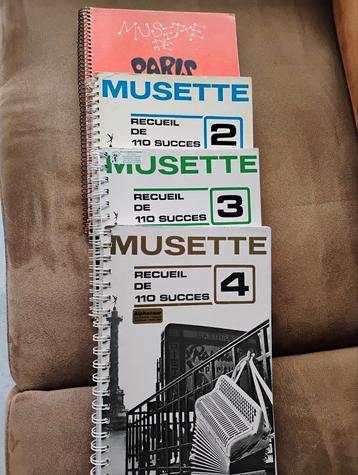 MUSETTE
DE
PARIS
MUSETTE
RECUEIL
DE
110 SUCCES
2
MUSETTE
RECUEIL
DE
110 SUCCES
3
MUSETTE
RECUEIL
DE
110 SUCCES
4